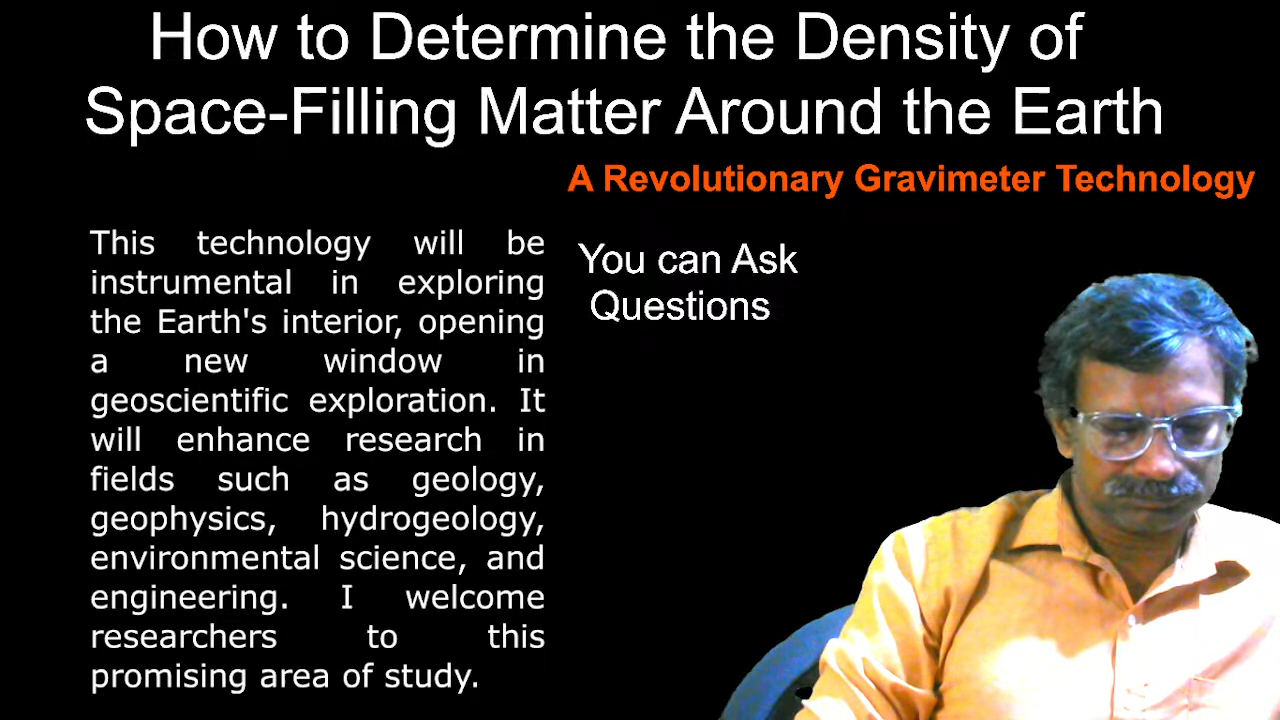 How to Determine the Density of
Space-Filling Matter Around the Earth
A Revolutionary Gravimeter Technology
This technology will be
instrumental in exploring
the Earth's interior, opening
a new window in
geoscientific exploration. It
will enhance research in
fields such as geology,
geophysics, hydrogeology,
environmental science, and
engineering. I welcome
researchers to this
promising area of study.
You can Ask
Questions